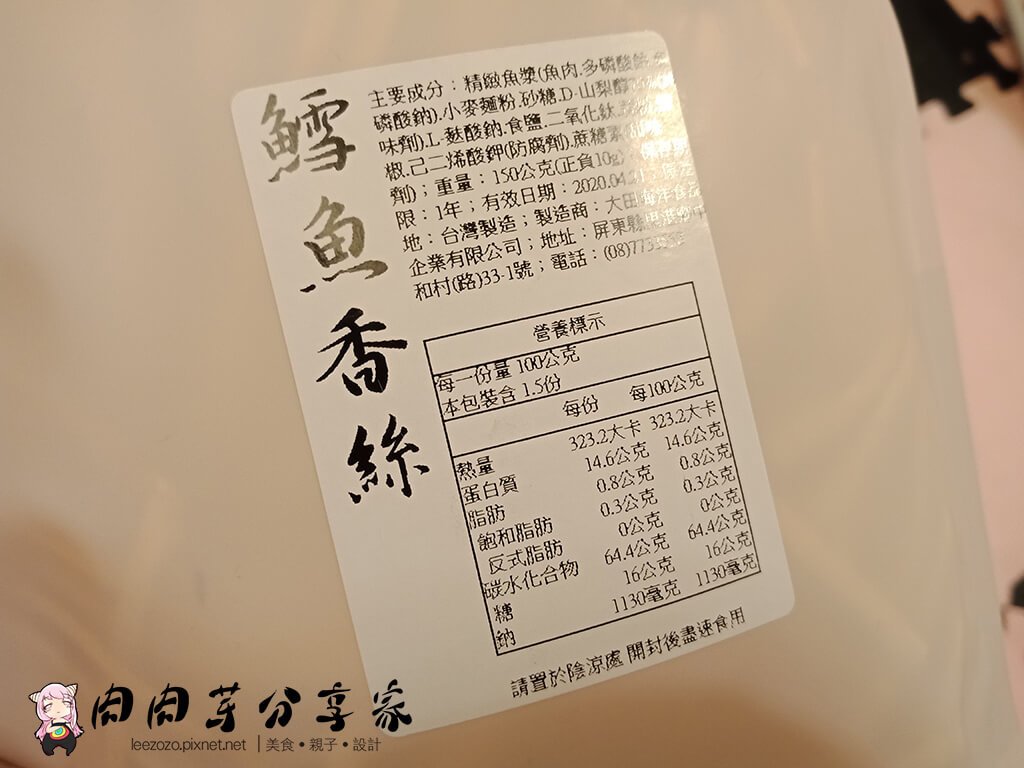 鱈魚香絲
主要成分：精緻魚漿(魚肉.多磷酸鈉
磷酸鈉).小麥麵粉.砂糖.D-山梨醇
味劑).L-麩酸鈉.食鹽.二氧化鈦
椒.己二烯酸鉀(防腐劑).蔗糖素
劑)；重量：150公克(正負10g)
限：1年；有效日期：2020.04.2
地：台灣製造；製造商：大田海洋食品
企業有限公司；地址：屏東縣
和村(路)33-1號；電話：(08)773
營養標示
每一份量 100公克
本包裝含 1.5份
每份 每100公克
熱量 323.2大卡 323.2大卡
蛋白質 14.6公克 14.6公克
脂肪 0.8公克 0.8公克
飽和脂肪 0.3公克 0.3公克
反式脂肪 0公克 0公克
碳水化合物 64.4公克 64.4公克
糖 16公克 16公克
鈉 1130毫克 1130毫克
請置於陰涼處 開封後盡速食用
肉肉芽分享家
leezozo.pixnet.net | 美食•親子•設計